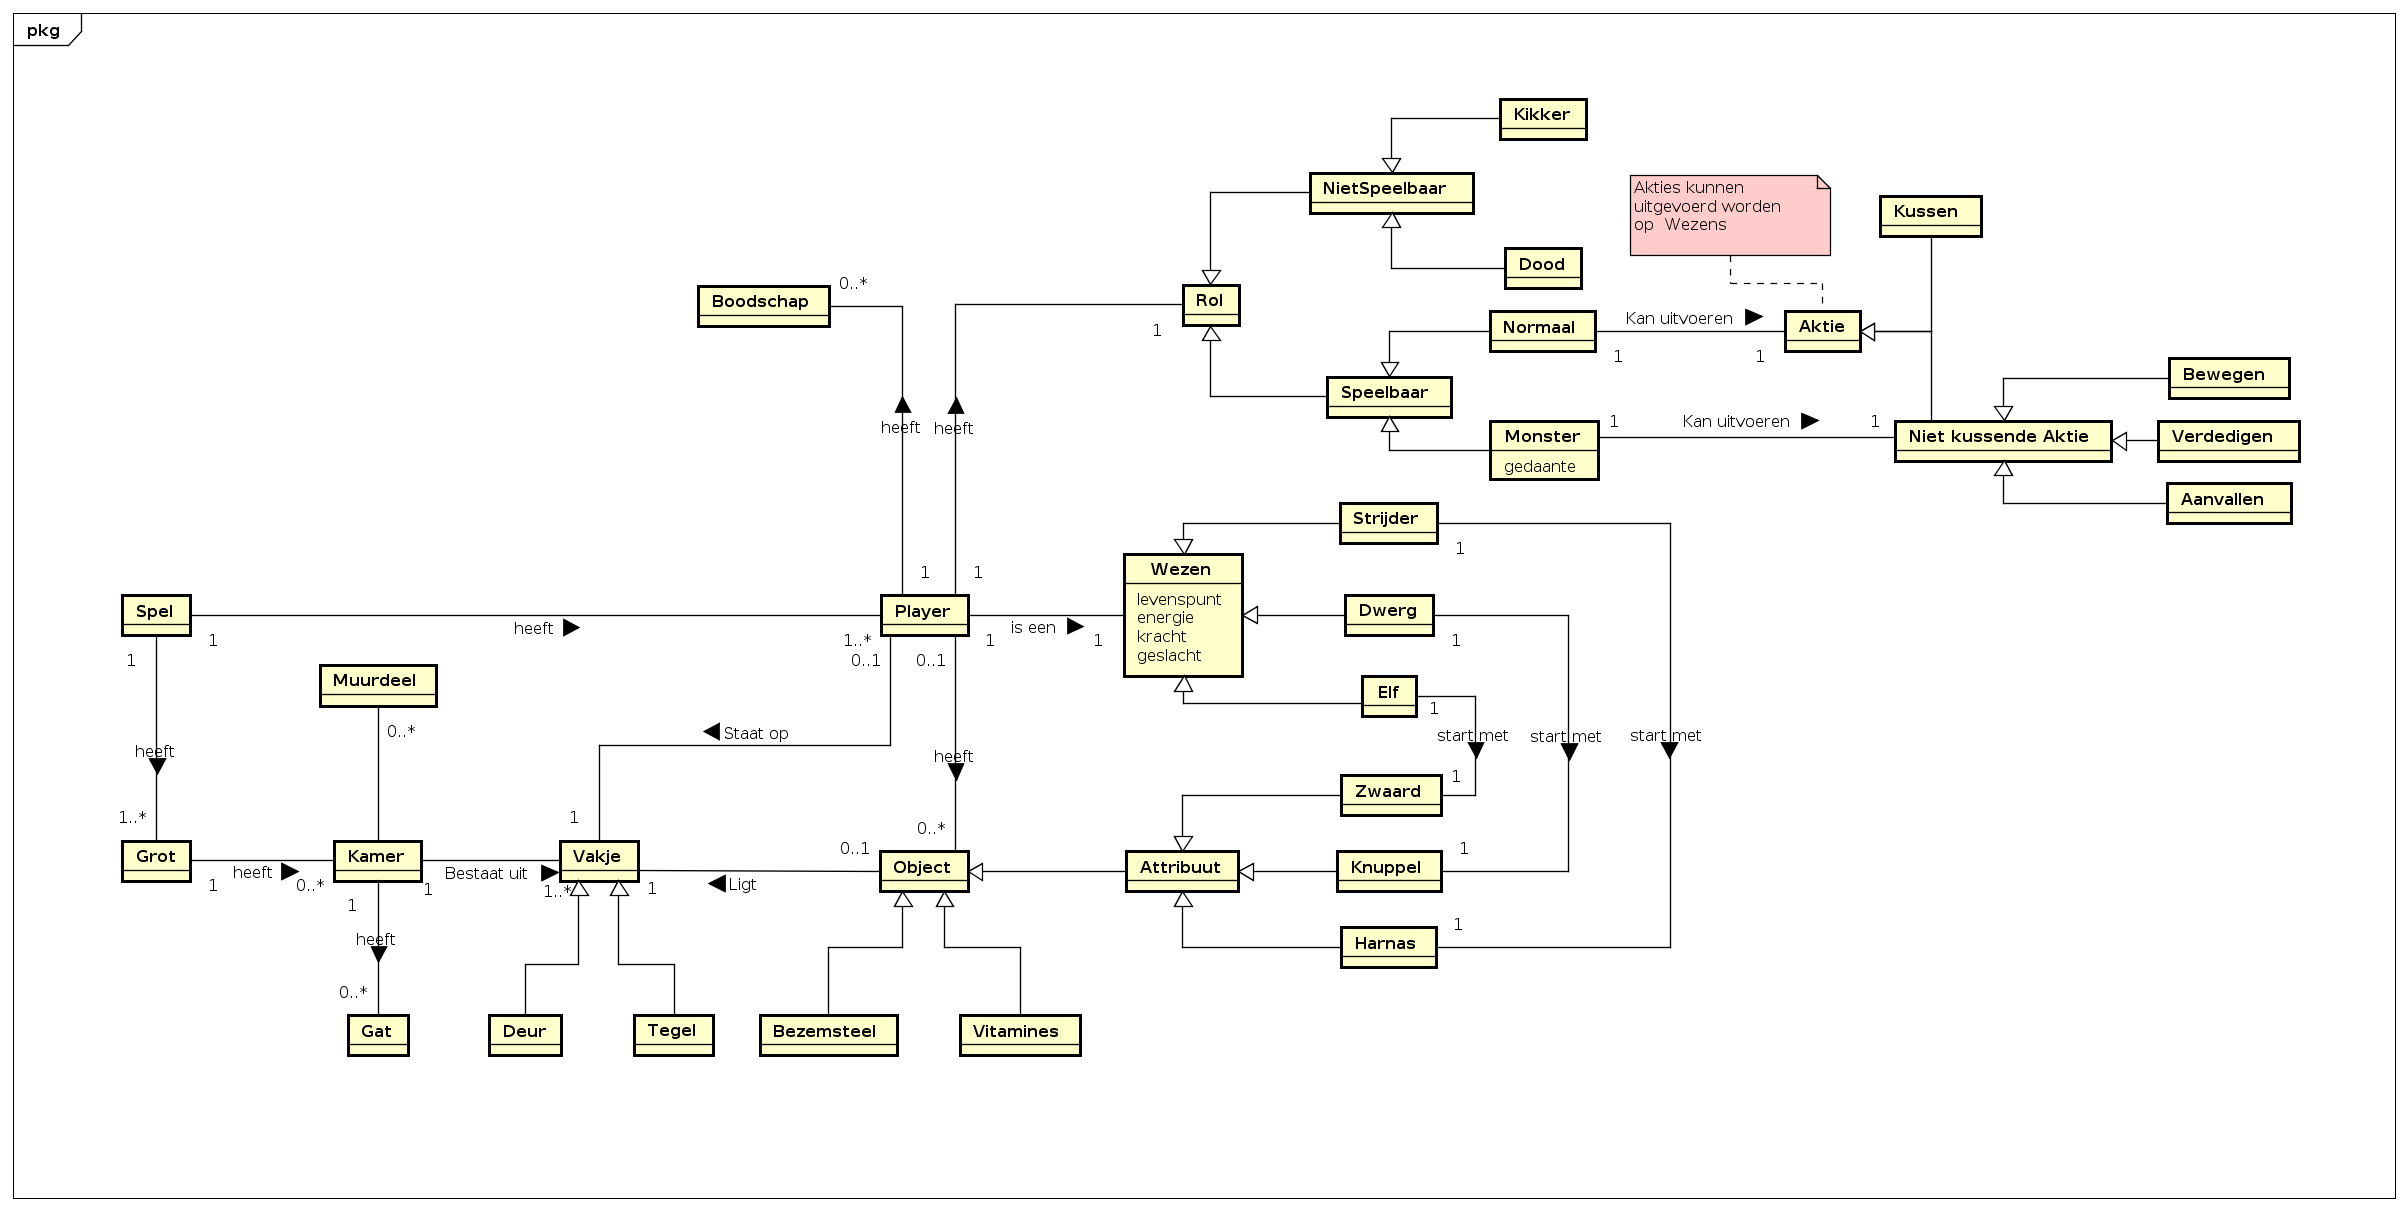 pkg
Kikker
NietSpeelbaar
Akties kunnen
uitgevoerd worden
op  Wezens
Kussen
Dood
Boodschap
0..*
Rol
1
Normaal
Kan uitvoeren
1
1
Aktie
Speelbaar
Bewegen
heeft
heeft
Monster
gedaante
1
Kan uitvoeren
1
Niet kussende Aktie
Verdedigen
Aanvallen
Strijder
1
1
1
Wezen
levenspunt
energie
kracht
geslacht
Spel
1
1
heeft
Player
1..*
0..1
0..1
1
is een
1
Dwerg
1
Elf
1
Muurdeel
0..*
Staat op
heeft
heeft
start met
start met
start met
Zwaard
1
1..*
1
0..*
0..1
Grot
1
heeft
0..*
Kamer
1
1
Bestaat uit
Vakje
1..*
1
Ligt
Object
Attribuut
Knuppel
1
heeft
Harnas
1
0..*
Gat
Deur
Tegel
Bezemsteel
Vitamines